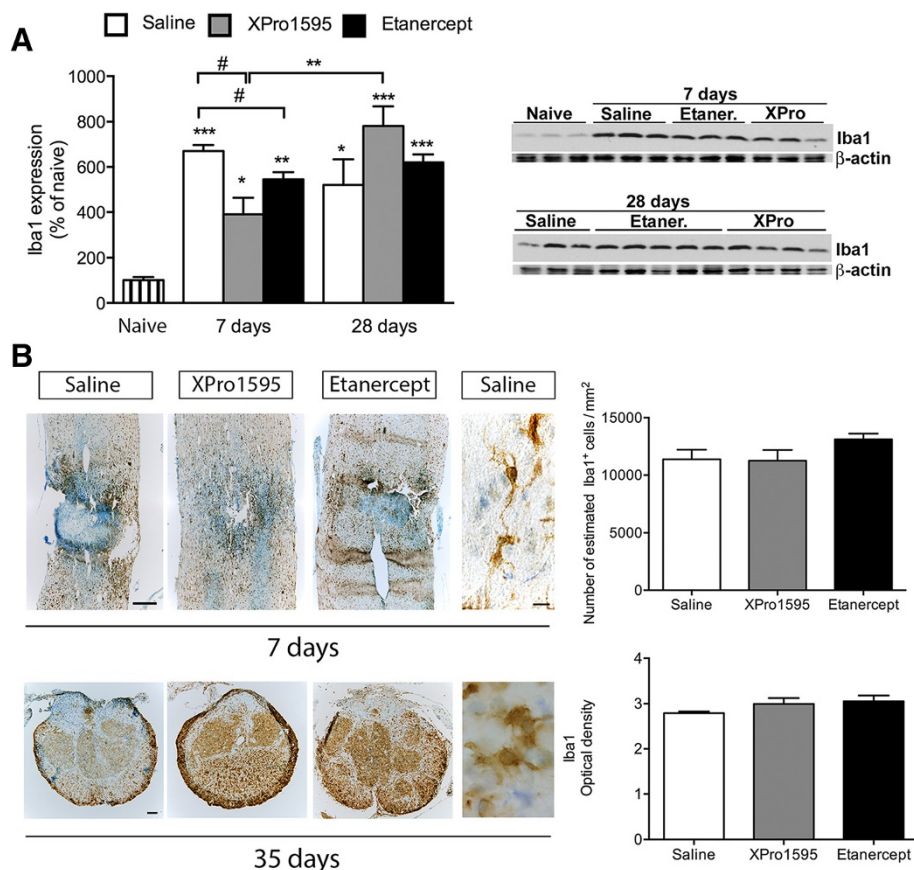 Saline XPro1595 Etanercept
A
1000
800
600
400
200
0
Iba1 expression
(% of naive)
#
#
**
***
*
**
*
***
***
Naive 7 days 28 days
7 days
Naive Saline Etaner. XPro
Iba1
β-actin
28 days
Saline Etaner. XPro
Iba1
β-actin
B
Saline XPro1595 Etanercept Saline
7 days
35 days
Number of estimated Iba1⁺ cells / mm²
15000
10000
5000
0
Saline XPro1595 Etanercept
Iba1
Optical density
4
3
2
1
0
Saline XPro1595 Etanercept